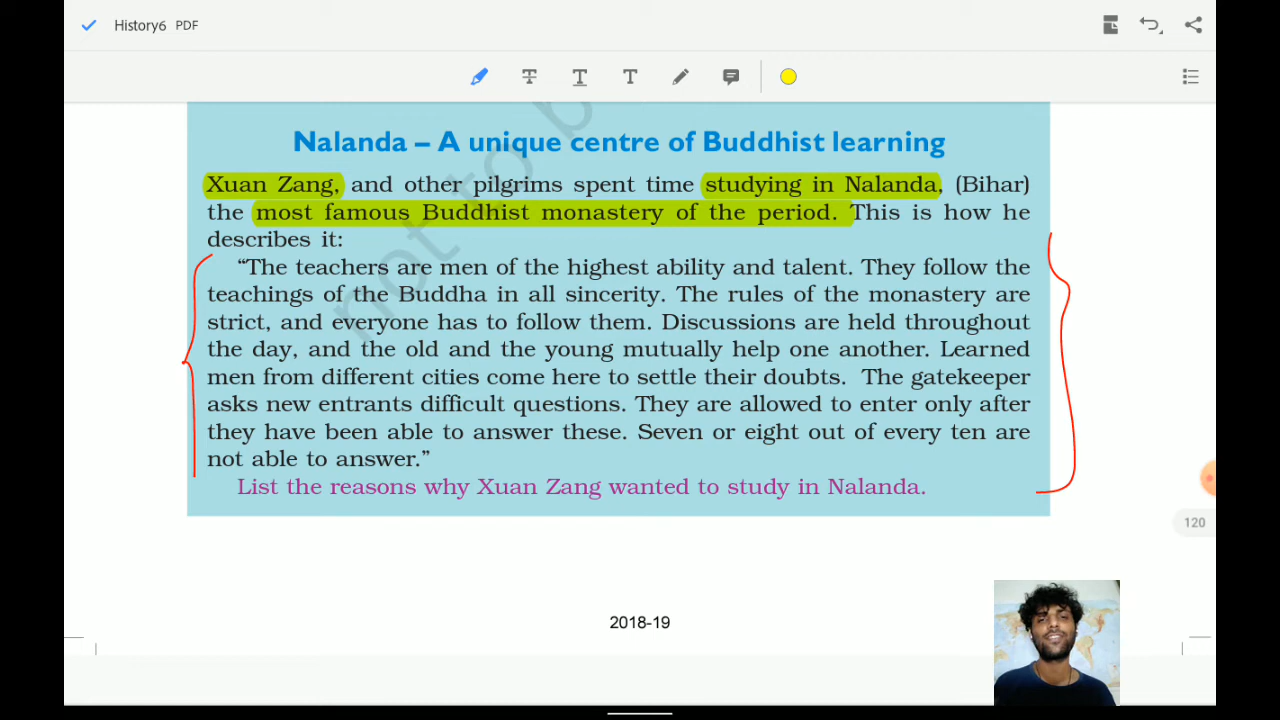 History6 PDF
Nalanda – A unique centre of Buddhist learning
Xuan Zang, and other pilgrims spent time studying in Nalanda, (Bihar)
the most famous Buddhist monastery of the period. This is how he
describes it:
“The teachers are men of the highest ability and talent. They follow the
teachings of the Buddha in all sincerity. The rules of the monastery are
strict, and everyone has to follow them. Discussions are held throughout
the day, and the old and the young mutually help one another. Learned
men from different cities come here to settle their doubts. The gatekeeper
asks new entrants difficult questions. They are allowed to enter only after
they have been able to answer these. Seven or eight out of every ten are
not able to answer.”
List the reasons why Xuan Zang wanted to study in Nalanda.
120
2018-19
not to b